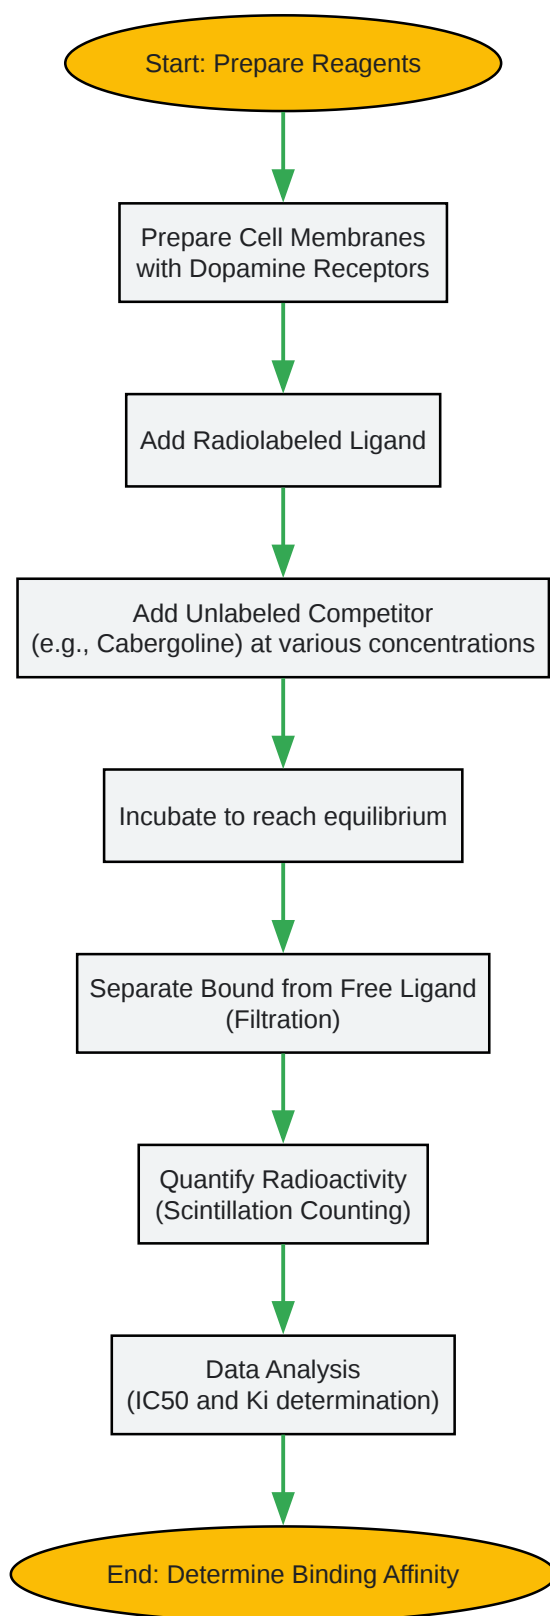 Start: Prepare Reagents
Prepare Cell Membranes
with Dopamine Receptors
Add Radiolabeled Ligand
Add Unlabeled Competitor
(e.g., Cabergoline) at various concentrations
Incubate to reach equilibrium
Separate Bound from Free Ligand
(Filtration)
Quantify Radioactivity
(Scintillation Counting)
Data Analysis
(IC50 and Ki determination)
End: Determine Binding Affinity